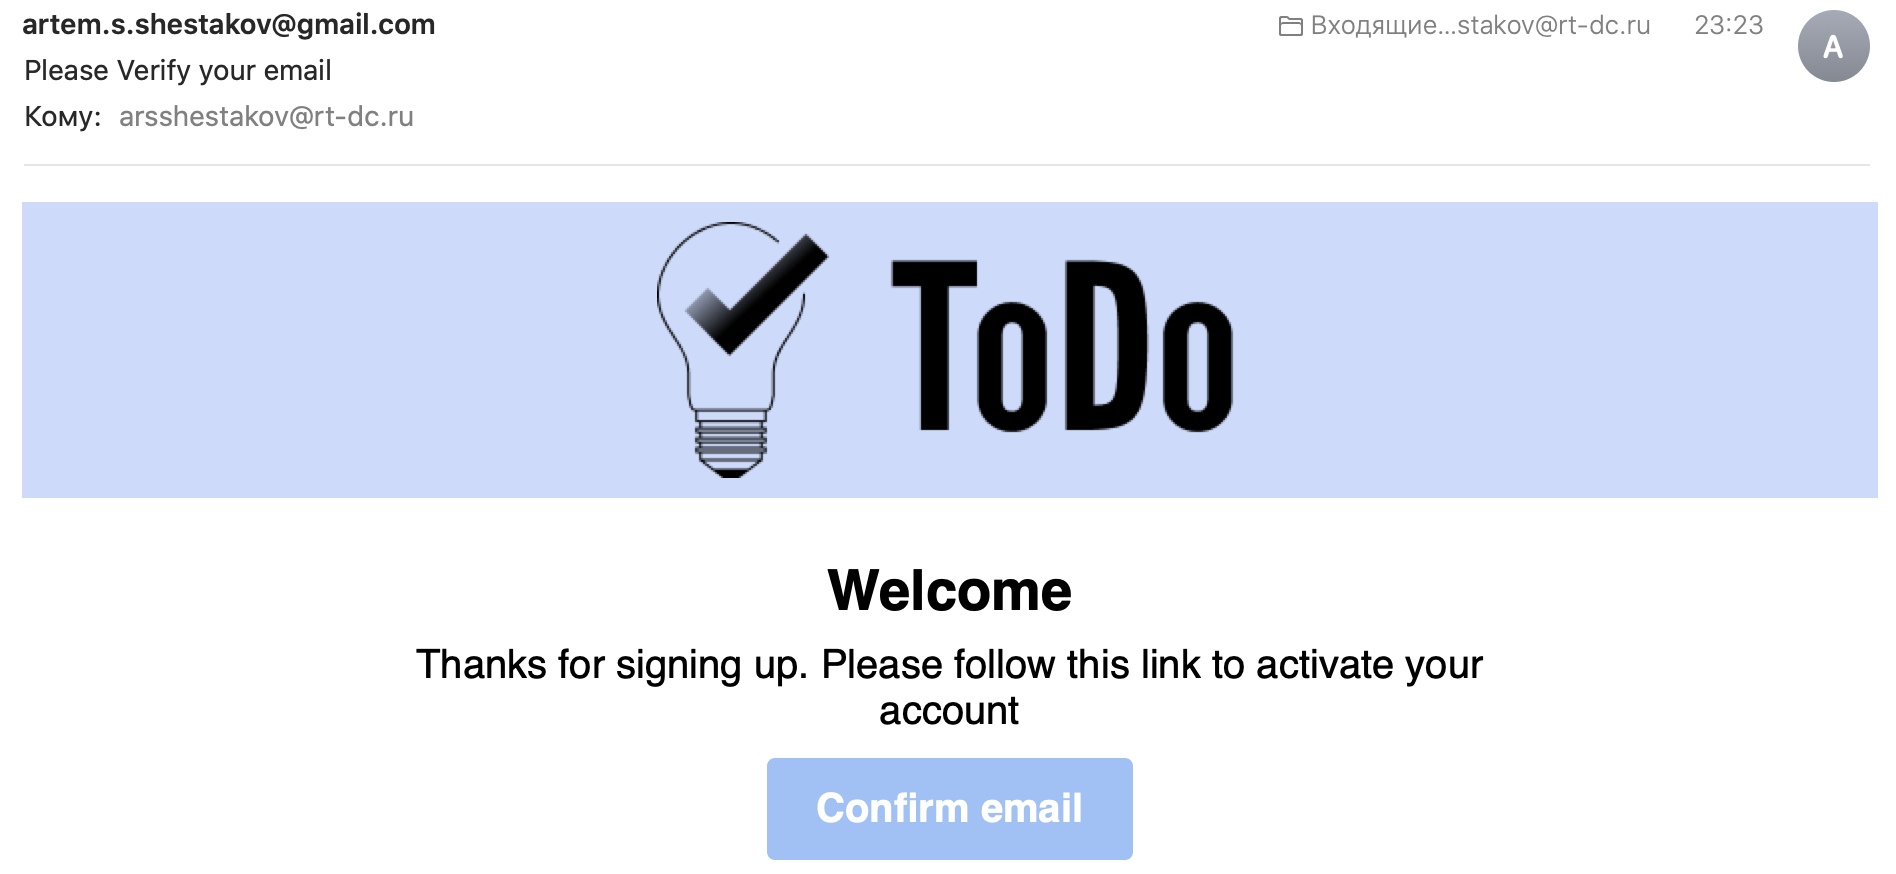 artem.s.shestakov@gmail.com
Входящие...stakov@rt-dc.ru 23:23
A
Please Verify your email
Кому: arsshestakov@rt-dc.ru
ToDo
Welcome
Thanks for signing up. Please follow this link to activate your
account
Confirm email